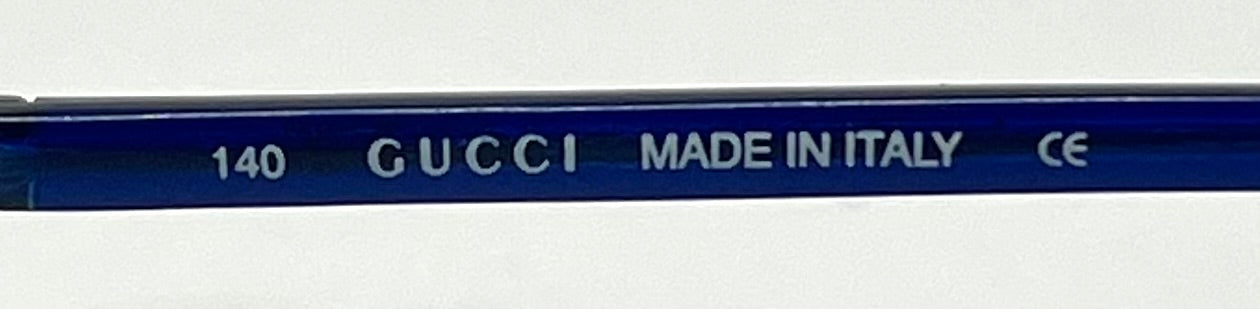 140 GUCCI MADE IN ITALY CE